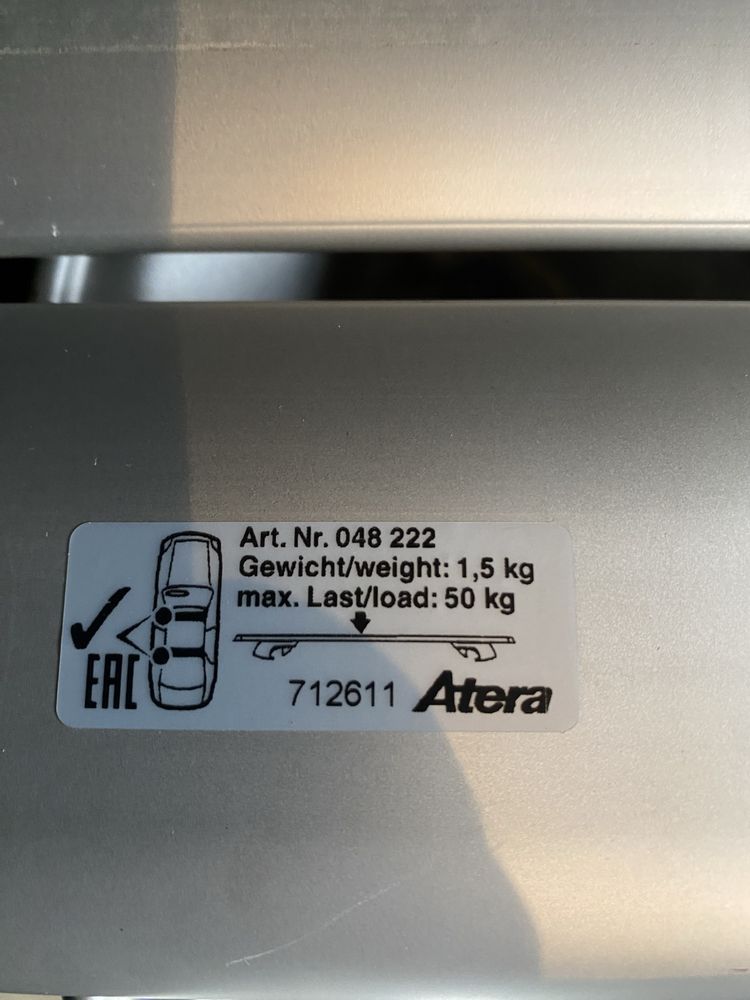 Art. Nr. 048 222
Gewicht/weight: 1,5 kg
max. Last/load: 50 kg
EAC
712611 Atera